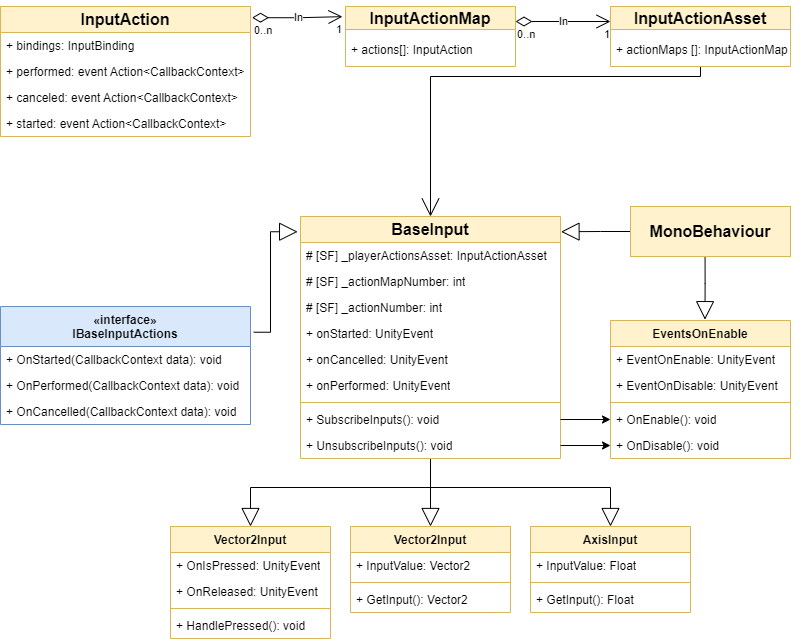 InputAction
+ bindings: InputBinding
+ performed: event Action<CallbackContext>
+ canceled: event Action<CallbackContext>
+ started: event Action<CallbackContext>
In
0..n
1
InputActionMap
+ actions[]: InputAction
In
0..n
1
InputActionAsset
+ actionMaps []: InputActionMap
BaseInput
# [SF] _playerActionsAsset: InputActionAsset
# [SF] _actionMapNumber: int
# [SF] _actionNumber: int
+ onStarted: UnityEvent
+ onCancelled: UnityEvent
+ onPerformed: UnityEvent
+ SubscribeInputs(): void
+ UnsubscribeInputs(): void
MonoBehaviour
«interface»
IBaseInputActions
+ OnStarted(CallbackContext data): void
+ OnPerformed(CallbackContext data): void
+ OnCancelled(CallbackContext data): void
EventsOnEnable
+ EventOnEnable: UnityEvent
+ EventOnDisable: UnityEvent
+ OnEnable(): void
+ OnDisable(): void
Vector2Input
+ OnIsPressed: UnityEvent
+ OnReleased: UnityEvent
+ HandlePressed(): void
Vector2Input
+ InputValue: Vector2
+ GetInput(): Vector2
AxisInput
+ InputValue: Float
+ GetInput(): Float